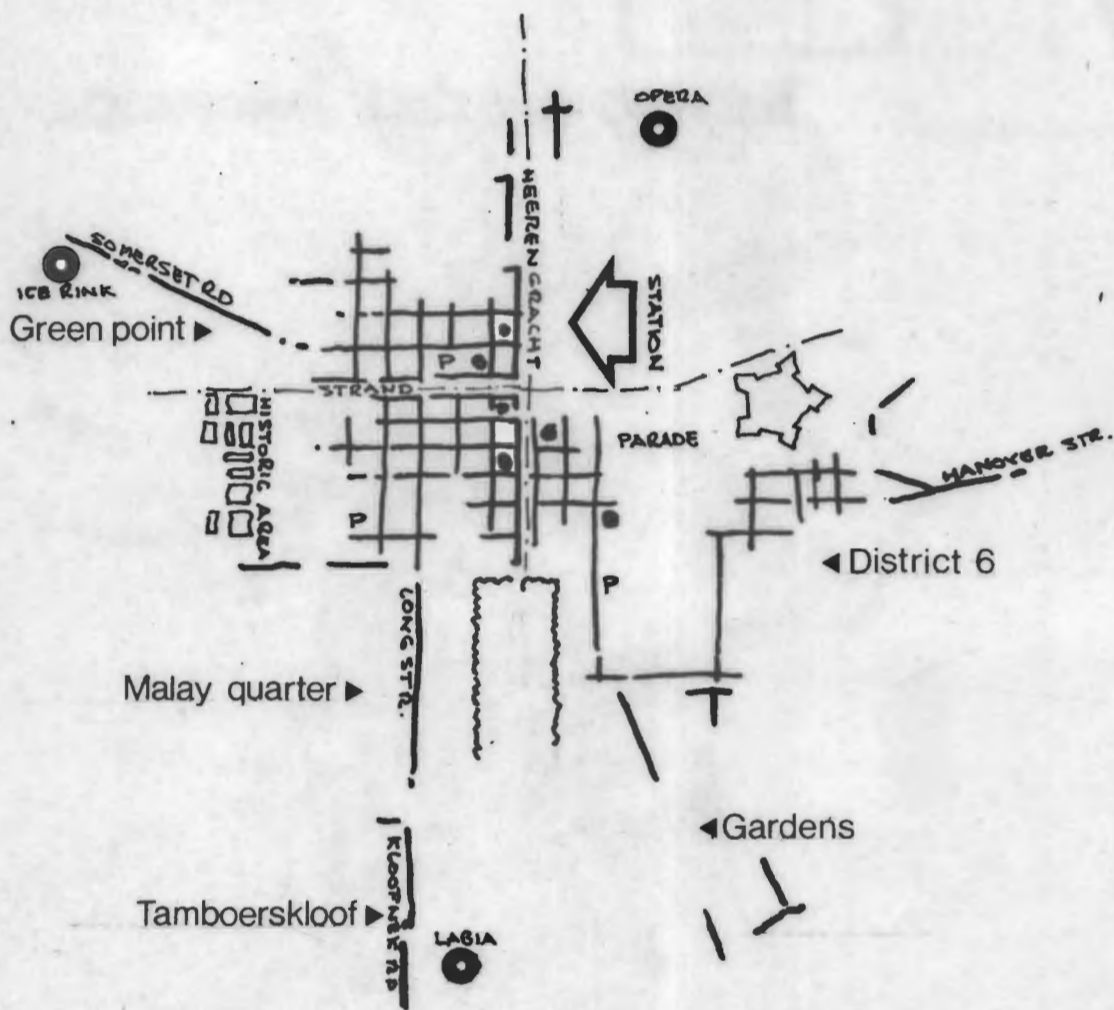 OPERA
HEERENGRACHT
SOMERSET RD
ICE RINK
STATION
Green point ▶
P
STRAND
P
HISTORIC AREA
PARADE
HANOVER STR.
P
◀ District 6
P
LONG STR.
Malay quarter ▶
◀ Gardens
KLOOFNEK RD
Tamboerskloof ▶
LABIA